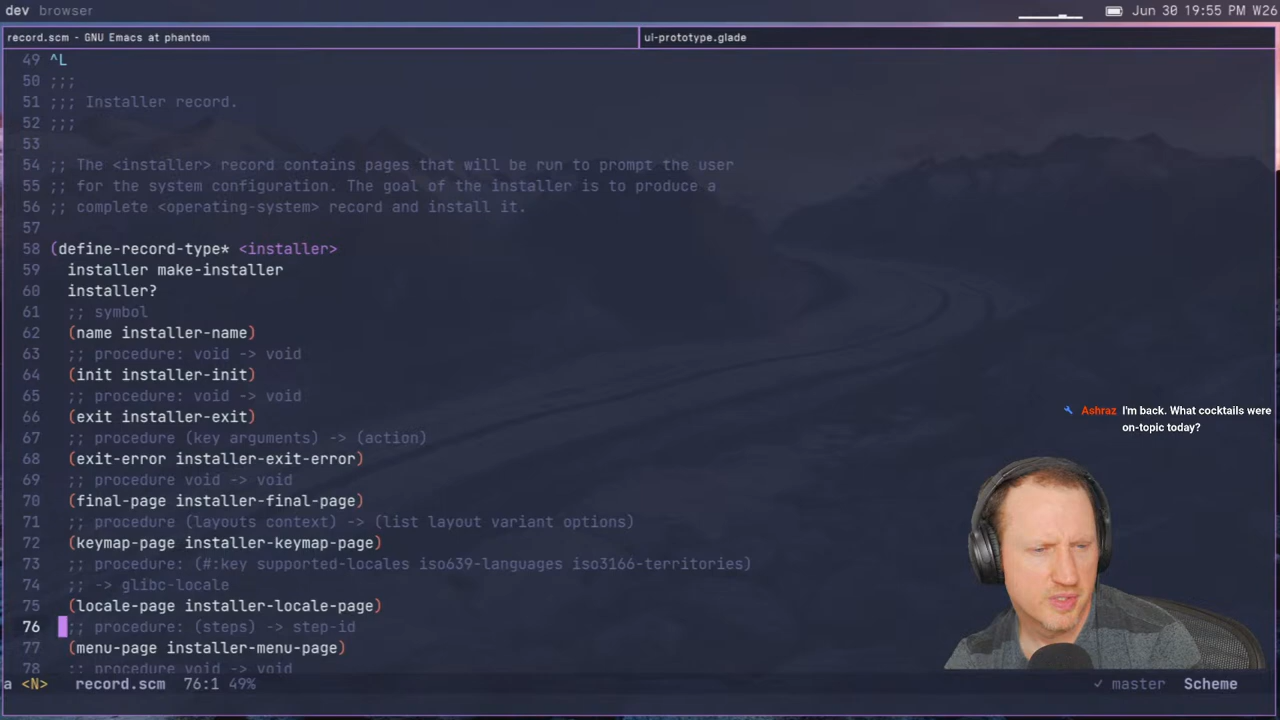 dev browser
Jun 30 19:55 PM W26
record.scm - GNU Emacs at phantom
ui-prototype.glade
49 ^L
50 ;;;
51 ;;; Installer record.
52 ;;;
53
54 ;; The <installer> record contains pages that will be run to prompt the user
55 ;; for the system configuration. The goal of the installer is to produce a
56 ;; complete <operating-system> record and install it.
57
58 (define-record-type* <installer>
59 installer make-installer
60 installer?
61 ;; symbol
62 (name installer-name)
63 ;; procedure: void -> void
64 (init installer-init)
65 ;; procedure: void -> void
66 (exit installer-exit)
67 ;; procedure (key arguments) -> (action)
68 (exit-error installer-exit-error)
69 ;; procedure void -> void
70 (final-page installer-final-page)
71 ;; procedure (layouts context) -> (list layout variant options)
72 (keymap-page installer-keymap-page)
73 ;; procedure: (#:key supported-locales iso639-languages iso3166-territories)
74 ;; -> glibc-locale
75 (locale-page installer-locale-page)
76 ;; procedure: (steps) -> step-id
77 (menu-page installer-menu-page)
78 ;; procedure void -> void
Ashraz I'm back. What cocktails were
on-topic today?
a <N> record.scm 76:1 49% ✓ master Scheme